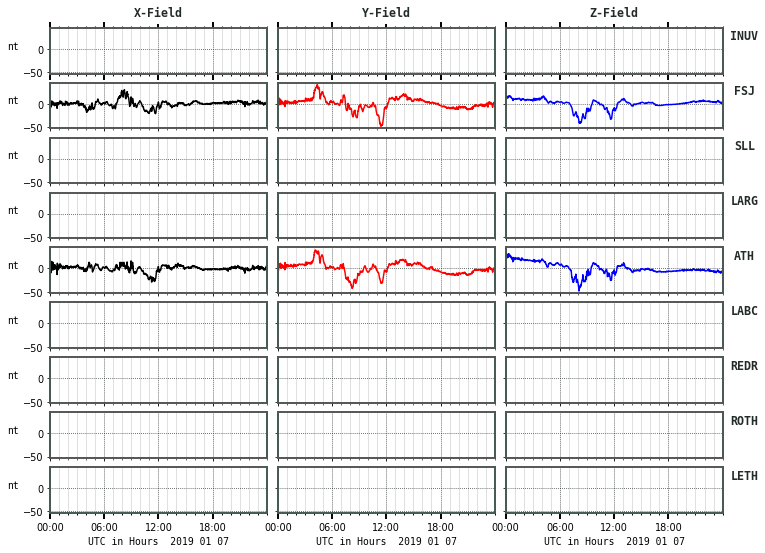 X-Field Y-Field Z-Field
INUV
nt 0
−50
FSJ
nt 0
−50
SLL
nt 0
−50
LARG
nt 0
−50
ATH
nt 0
−50
LABC
nt 0
−50
REDR
nt 0
−50
ROTH
nt 0
−50
LETH
nt 0
−50
00:00 06:00 12:00 18:00 00:00 06:00 12:00 18:00 00:00 06:00 12:00 18:00
UTC in Hours 2019 01 07 UTC in Hours 2019 01 07 UTC in Hours 2019 01 07